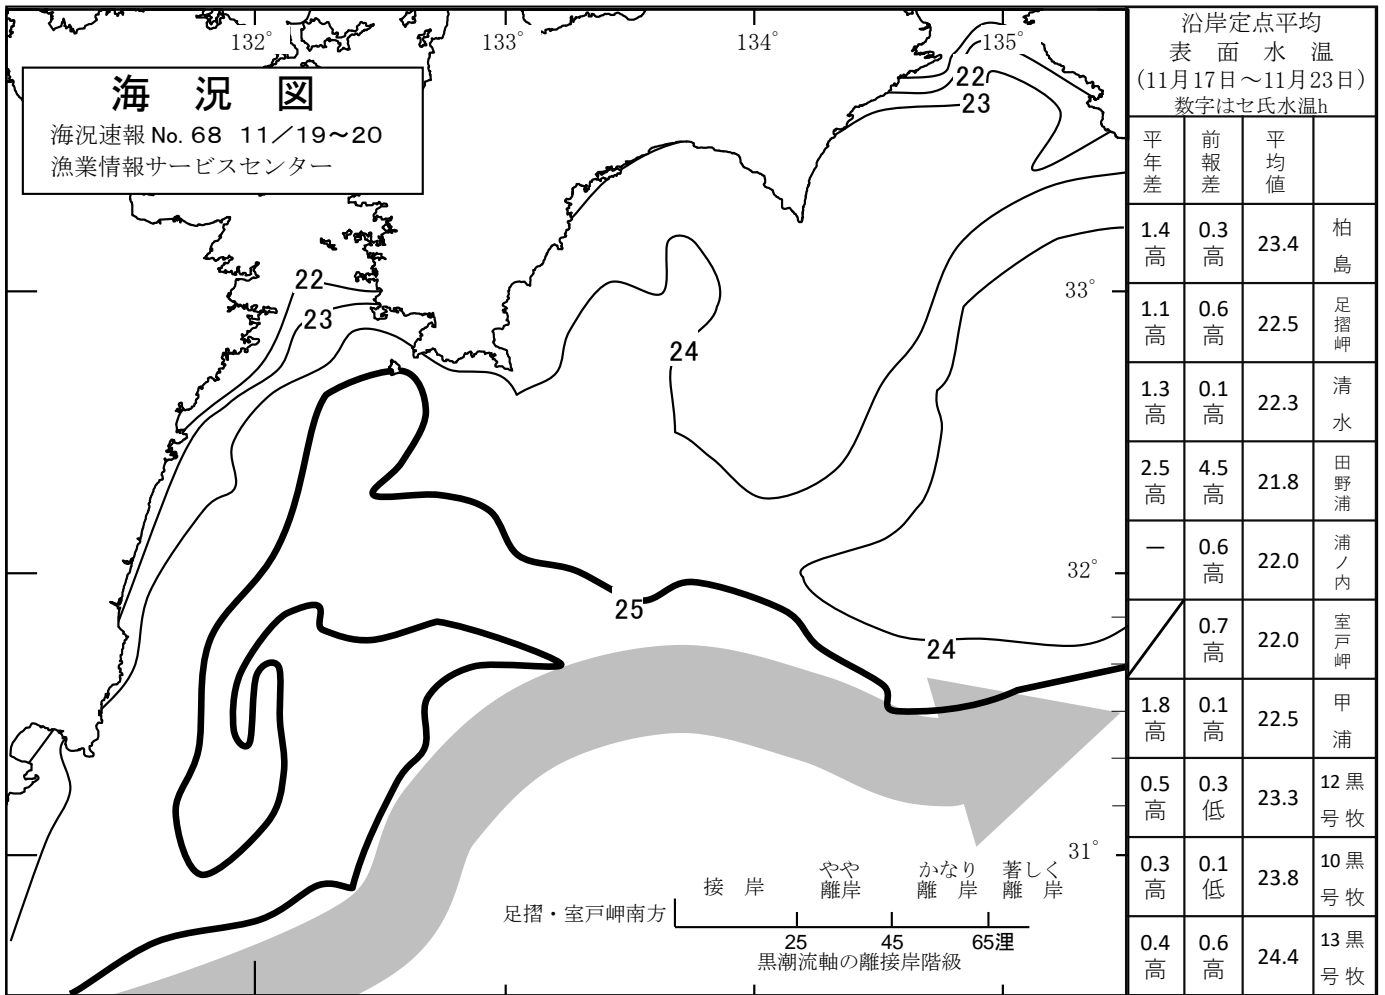 132°
133°
134°
135°
海 況 図
海況速報 No. 68 11／19～20
漁業情報サービスセンター
22
23
22
23
24
33°
32°
25
24
31°
接 岸
やや
離岸
かなり
離 岸
著しく
離 岸
足摺・室戸岬南方
25 45 65浬
黒潮流軸の離接岸階級
沿岸定点平均
表 面 水 温
(11月17日～11月23日)
数字はセ氏水温h
平年差 前報差 平均値
1.4高 0.3高 23.4 柏島
1.1高 0.6高 22.5 足摺岬
1.3高 0.1高 22.3 清水
2.5高 4.5高 21.8 田野浦
－ 0.6高 22.0 浦ノ内
0.7高 22.0 室戸岬
1.8高 0.1高 22.5 甲浦
0.5高 0.3低 23.3 12号 黒牧
0.3高 0.1低 23.8 10号 黒牧
0.4高 0.6高 24.4 13号 黒牧